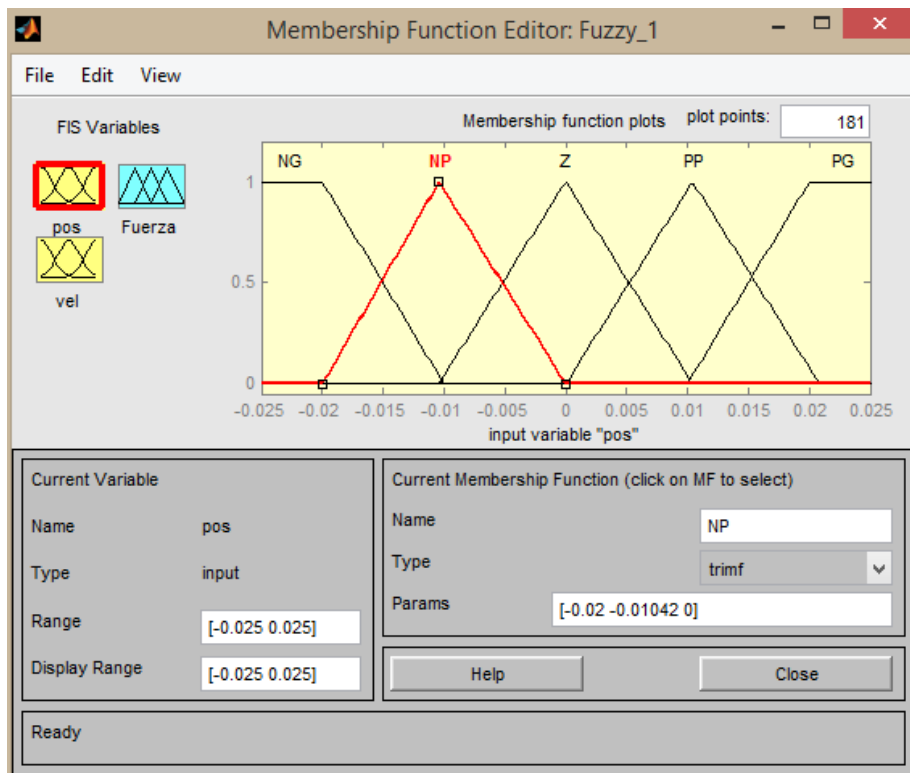 Membership Function Editor: Fuzzy_1
File Edit View
FIS Variables
Membership function plots plot points: 181
pos Fuerza
vel
NG NP Z PP PG
1
0.5
0
-0.025 -0.02 -0.015 -0.01 -0.005 0 0.005 0.01 0.015 0.02 0.025
input variable "pos"
Current Variable
Name pos
Type input
Range [-0.025 0.025]
Display Range [-0.025 0.025]
Current Membership Function (click on MF to select)
Name NP
Type trimf
Params [-0.02 -0.01042 0]
Help Close
Ready